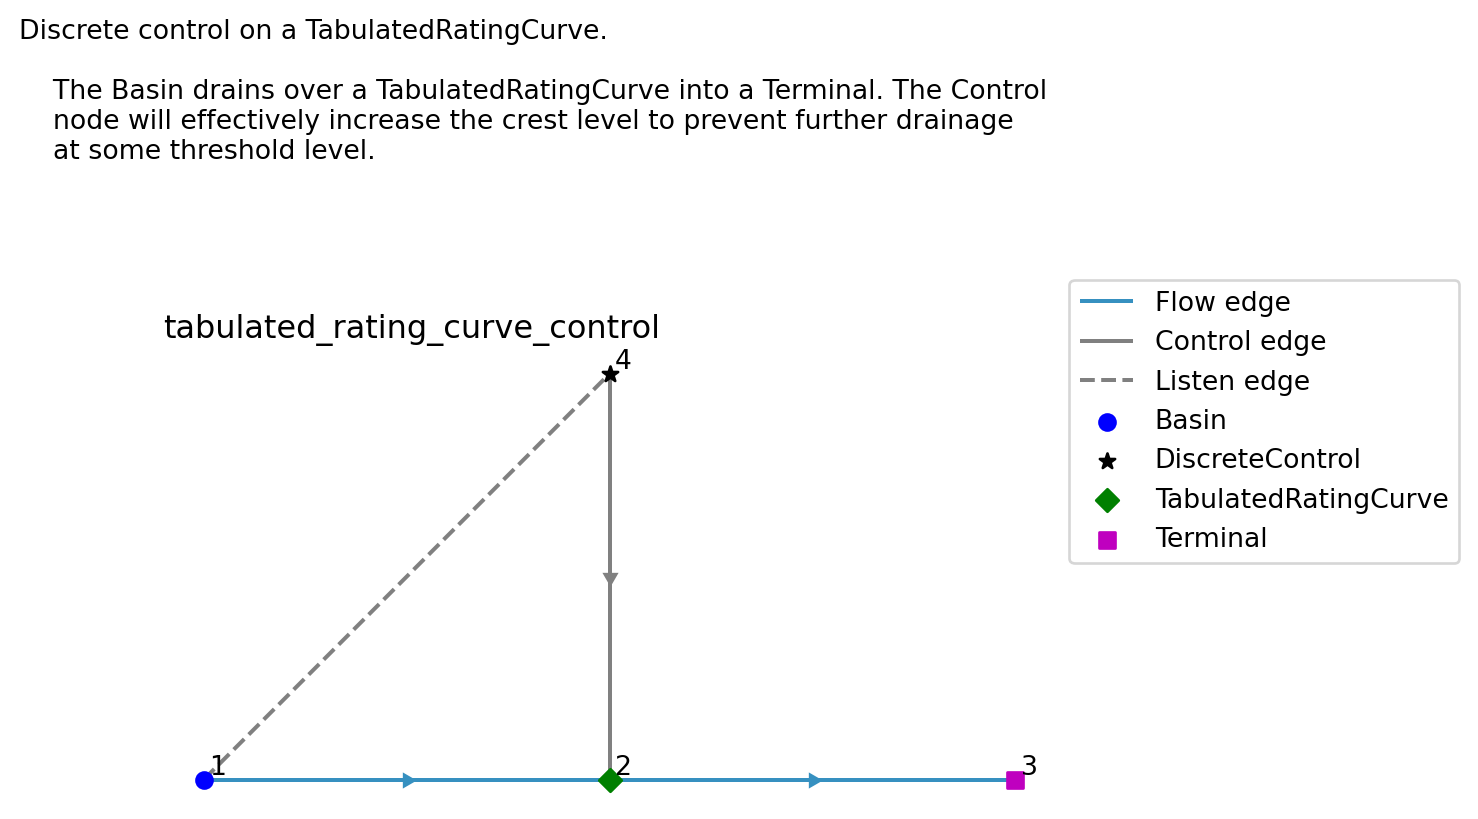 Discrete control on a TabulatedRatingCurve.
The Basin drains over a TabulatedRatingCurve into a Terminal. The Control
node will effectively increase the crest level to prevent further drainage
at some threshold level.
tabulated_rating_curve_control
4
1
2
3
Flow edge
Control edge
Listen edge
Basin
DiscreteControl
TabulatedRatingCurve
Terminal